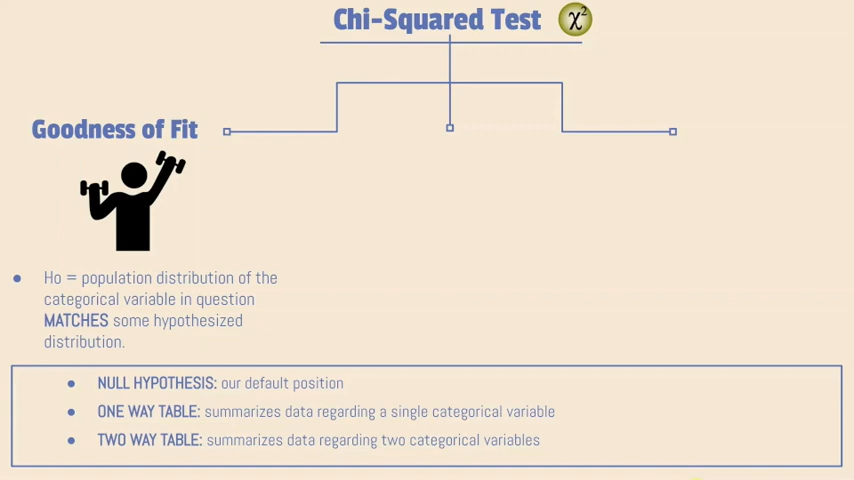 Chi-Squared Test χ²
Goodness of Fit
● Ho = population distribution of the
categorical variable in question
MATCHES some hypothesized
distribution.
● NULL HYPOTHESIS: our default position
● ONE WAY TABLE: summarizes data regarding a single categorical variable
● TWO WAY TABLE: summarizes data regarding two categorical variables